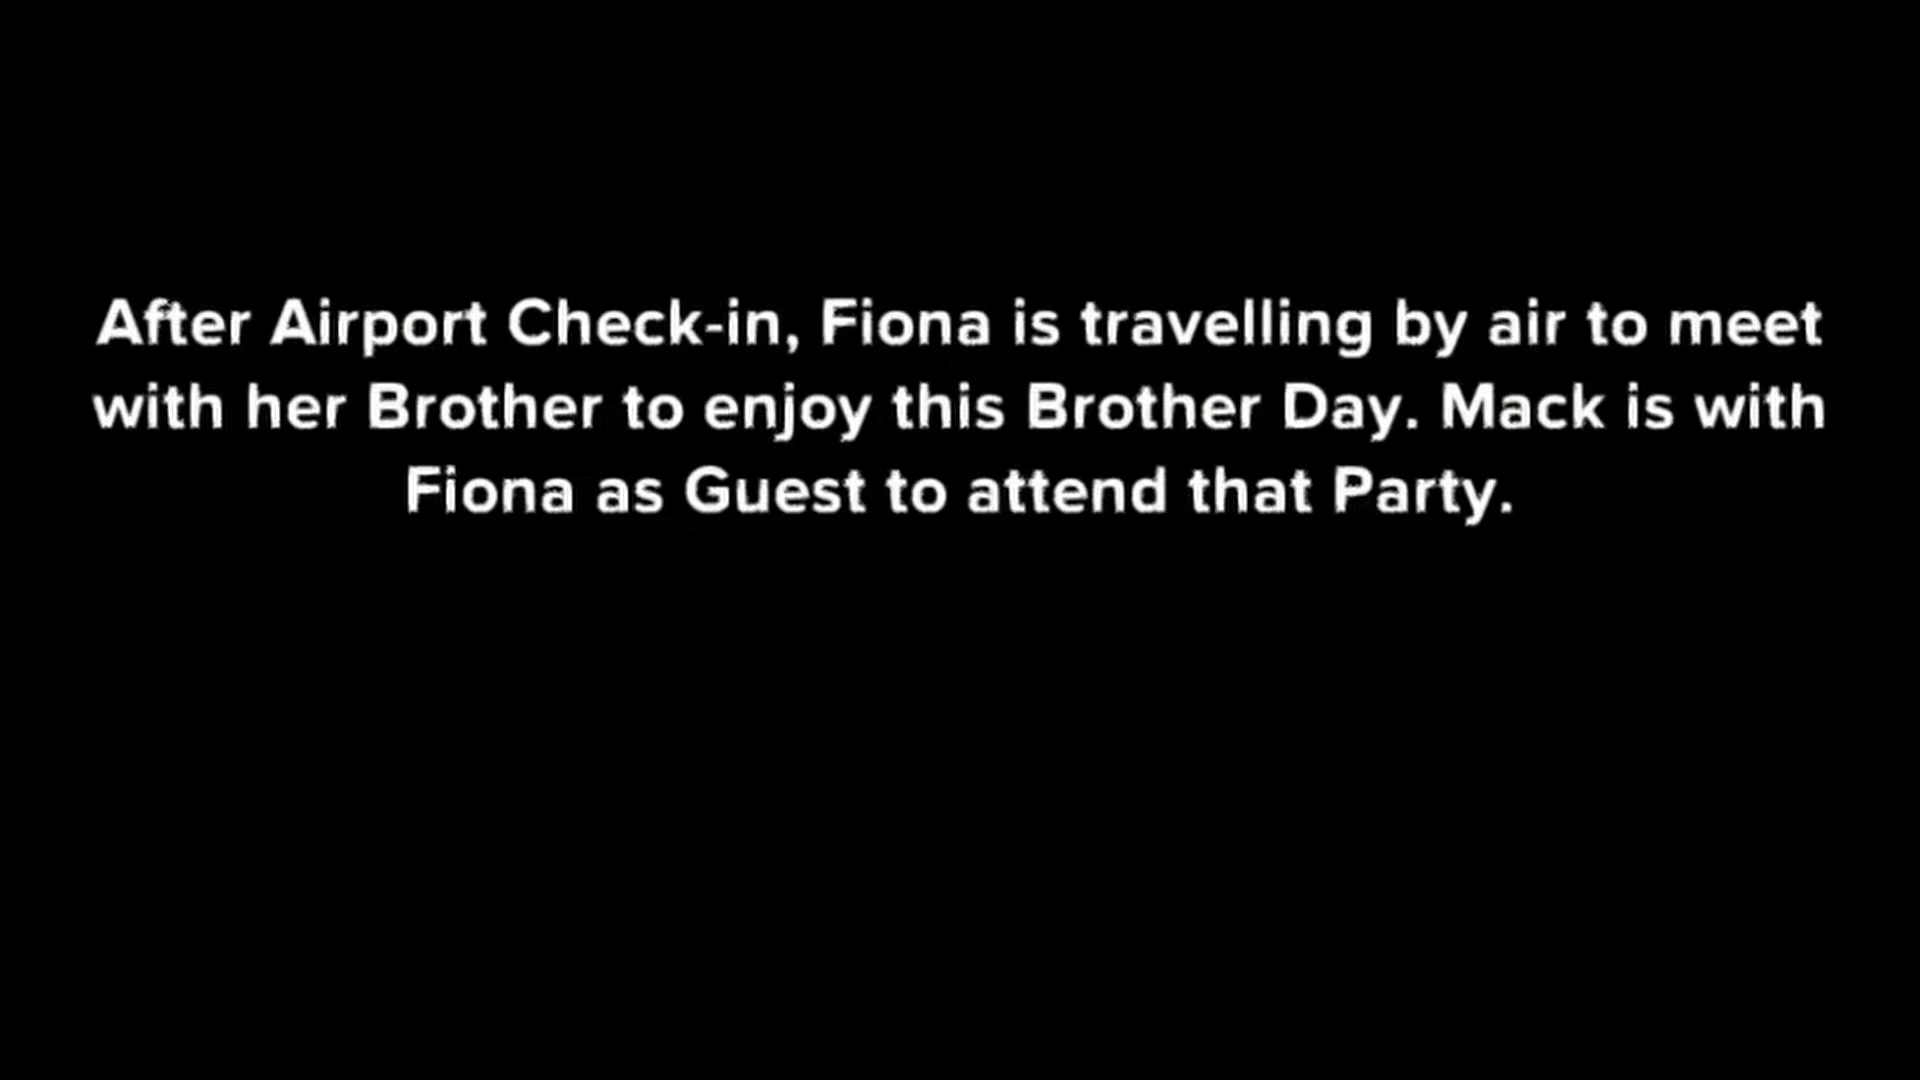 After Airport Check-in, Fiona is travelling by air to meet
with her Brother to enjoy this Brother Day. Mack is with
Fiona as Guest to attend that Party.